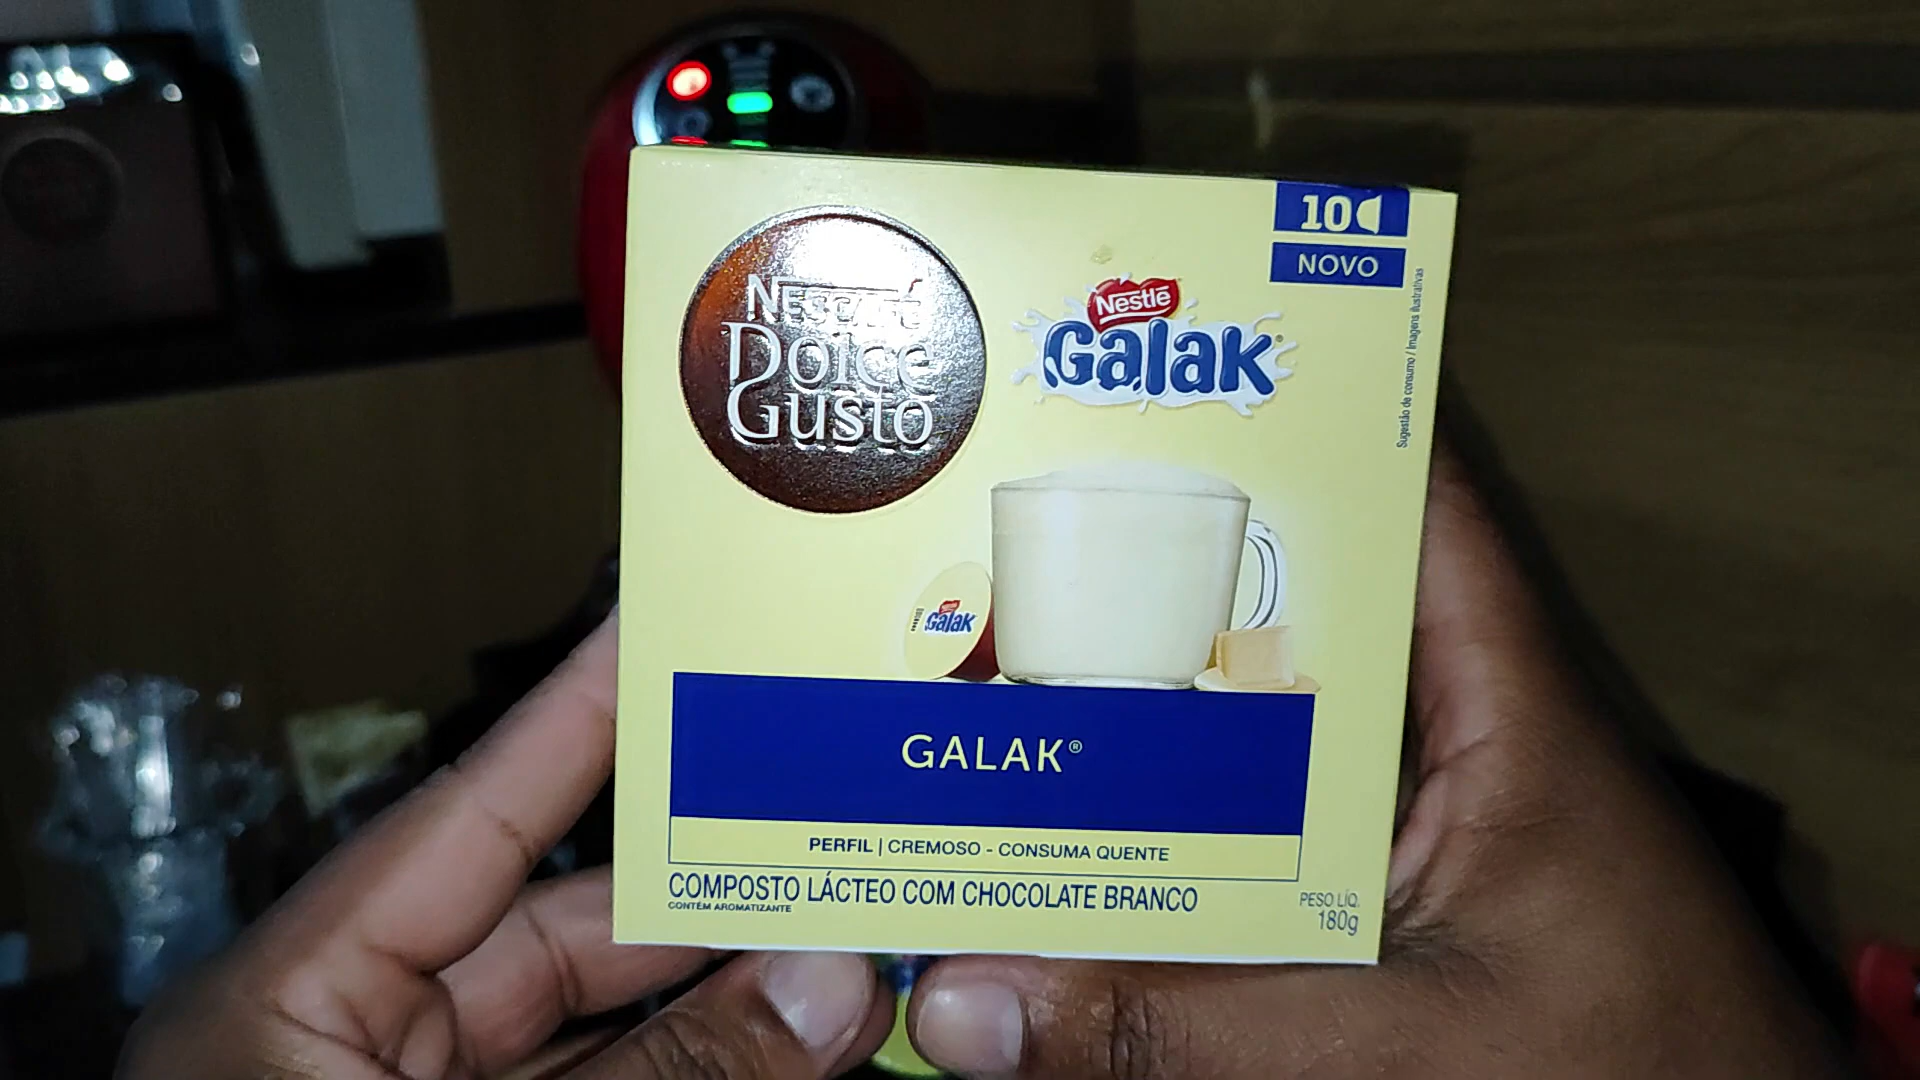 10
NOVO
NESCAFÉ
Dolce
Gusto
Nestlé
Galak®
Sugestão de consumo / Imagens ilustrativas
Nestlé
Galak
GALAK®
PERFIL | CREMOSO - CONSUMA QUENTE
COMPOSTO LÁCTEO COM CHOCOLATE BRANCO
CONTÉM AROMATIZANTE
PESO LÍQ.
180g